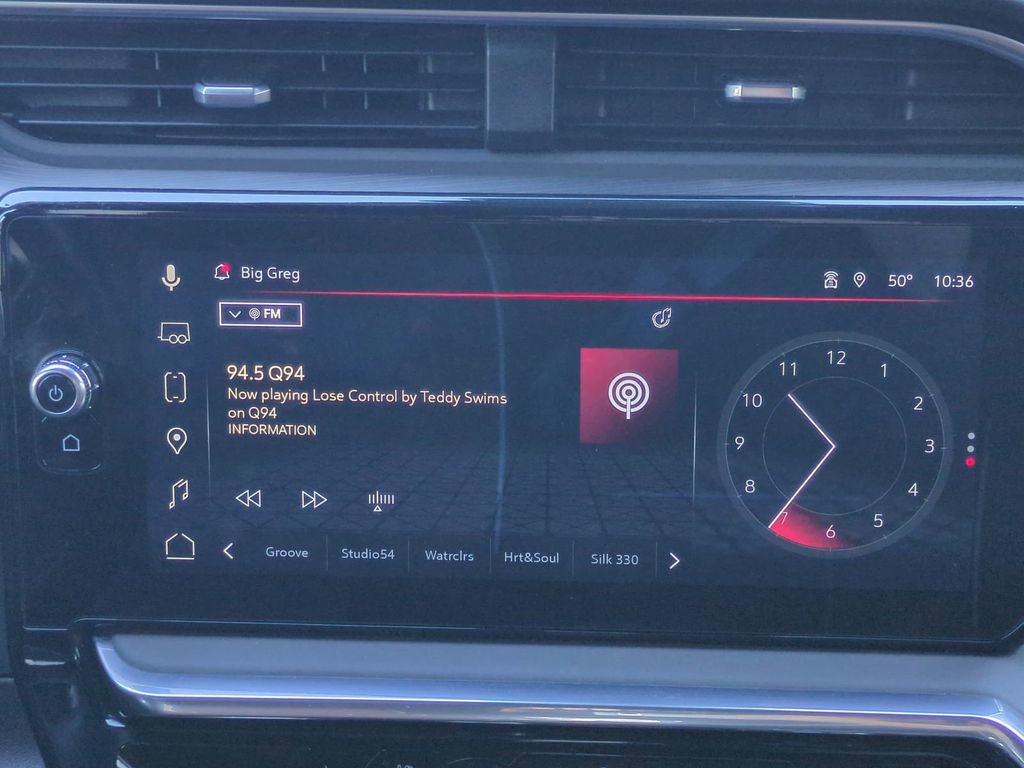 Big Greg
50° 10:36
FM
94.5 Q94
Now playing Lose Control by Teddy Swims
on Q94
INFORMATION
12
11 1
10 2
9 3
8 4
7 6 5
Groove Studio54 Watrclrs Hrt&Soul Silk 330